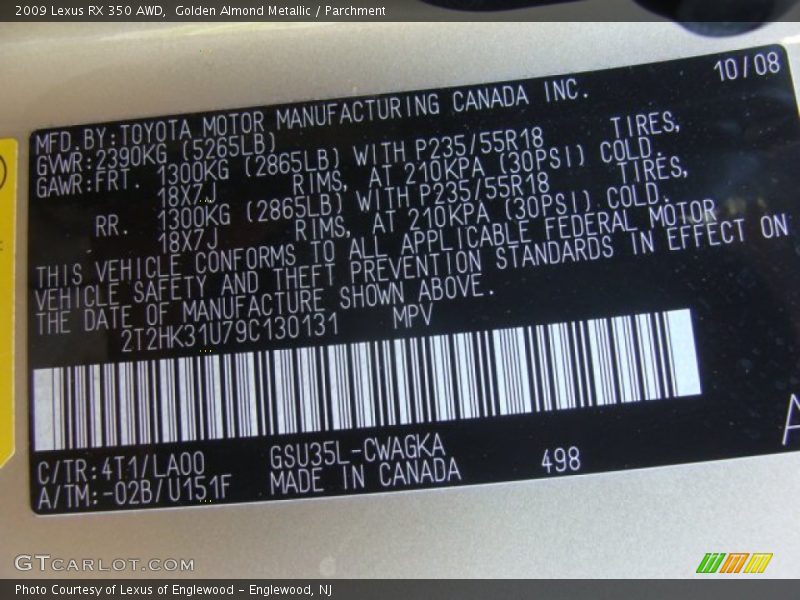 2009 Lexus RX 350 AWD,  Golden Almond Metallic / Parchment
10/08
MFD.BY:TOYOTA MOTOR MANUFACTURING CANADA INC.
GVWR:2390KG (5265LB)
GAWR:FRT. 1300KG (2865LB) WITH P235/55R18 TIRES,
18X7J RIMS, AT 210KPA (30PSI) COLD.
RR. 1300KG (2865LB) WITH P235/55R18 TIRES,
18X7J RIMS, AT 210KPA (30PSI) COLD.
THIS VEHICLE CONFORMS TO ALL APPLICABLE FEDERAL MOTOR
VEHICLE SAFETY AND THEFT PREVENTION STANDARDS IN EFFECT ON
THE DATE OF MANUFACTURE SHOWN ABOVE.
2T2HK31U79C130131 MPV
C/TR:4T1/LA00 GSU35L-CWAGKA 498
A/TM:-02B/U151F MADE IN CANADA
A
GTCARLOT.COM
Photo Courtesy of Lexus of Englewood – Englewood, NJ